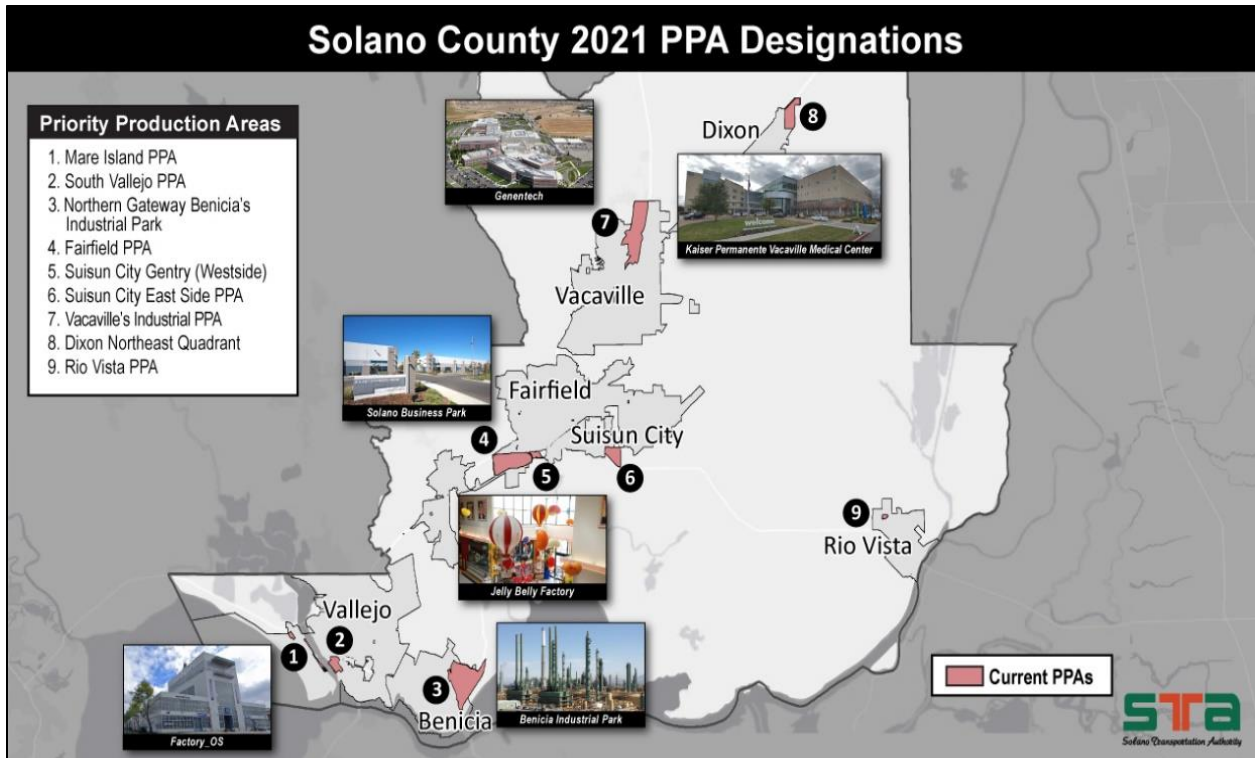 Solano County 2021 PPA Designations
Priority Production Areas
1. Mare Island PPA
2. South Vallejo PPA
3. Northern Gateway Benicia's
Industrial Park
4. Fairfield PPA
5. Suisun City Gentry (Westside)
6. Suisun City East Side PPA
7. Vacaville's Industrial PPA
8. Dixon Northeast Quadrant
9. Rio Vista PPA
Genentech
Dixon
8
Kaiser Permanente Vacaville Medical Center
7
Vacaville
Solano Business Park
Fairfield
Suisun City
4
5
6
Jelly Belly Factory
9
Rio Vista
Vallejo
1
2
3
Benicia
Factory_OS
Benicia Industrial Park
Current PPAs
STA
Solano Transportation Authority